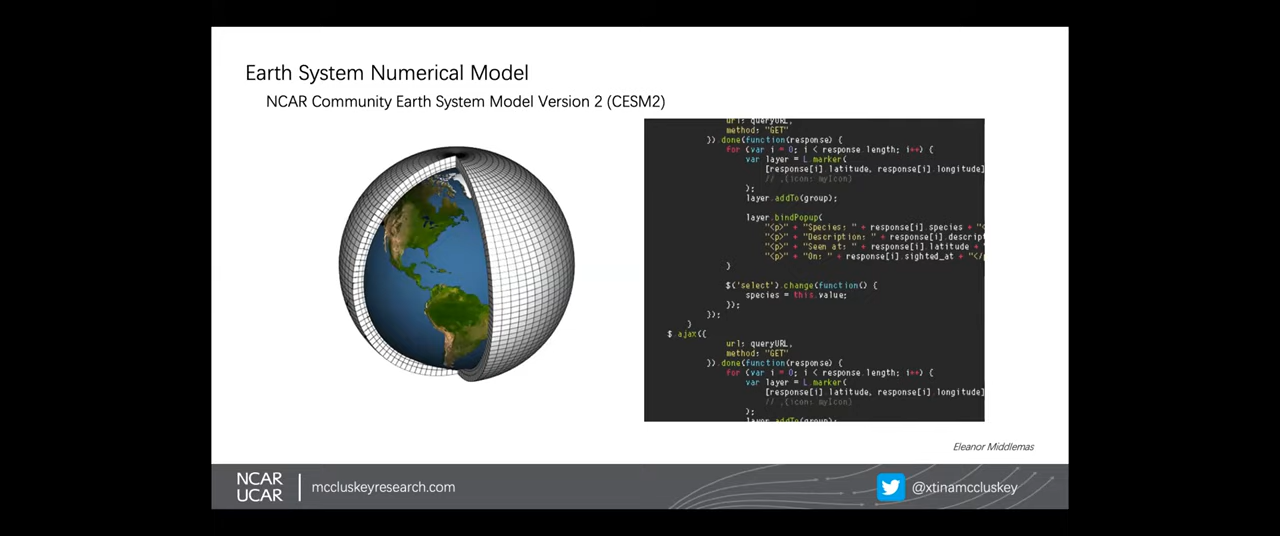 Earth System Numerical Model
NCAR Community Earth System Model Version 2 (CESM2)
url: queryURL,
method: "GET"
}).done(function(response) {
for (var i = 0; i < response.length; i++) {
var layer = L.marker(
[response[i].latitude, response[i].longitude]
// ,{icon: myIcon}
);
layer.addTo(group);
layer.bindPopup(
"<p>" + "Species: " + response[i].species + "<
"<p>" + "Description: " + response[i].descript
"<p>" + "Seen at: " + response[i].latitude +
"<p>" + "On: " + response[i].sighted_at + "</
}
$('select').change(function() {
species = this.value;
});
});
}
$.ajax({
url: queryURL,
method: "GET"
}).done(function(response) {
for (var i = 0; i < response.length; i++) {
var layer = L.marker(
[response[i].latitude, response[i].longitude]
// ,{icon: myIcon}
);
layer.addTo(group);
Eleanor Middlemas
NCAR
UCAR
mccluskeyresearch.com
@xtinamccluskey